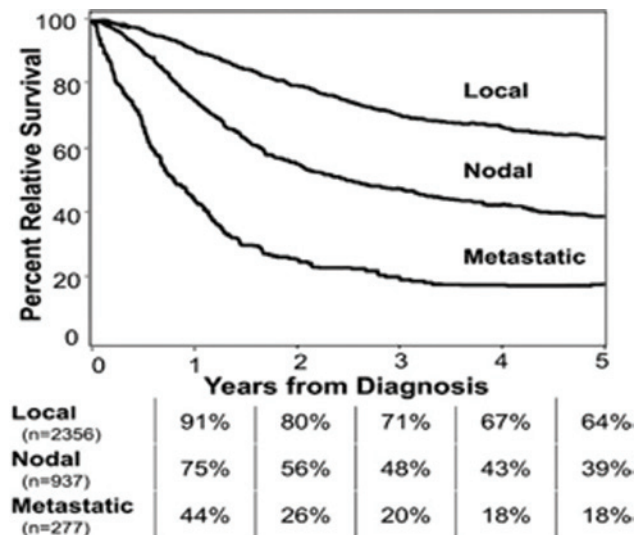 Percent Relative Survival
100
80
60
40
20
0
Local
Nodal
Metastatic
0 1 2 3 4 5
Years from Diagnosis
Local 91% 80% 71% 67% 64%
(n=2356)
Nodal 75% 56% 48% 43% 39%
(n=937)
Metastatic 44% 26% 20% 18% 18%
(n=277)